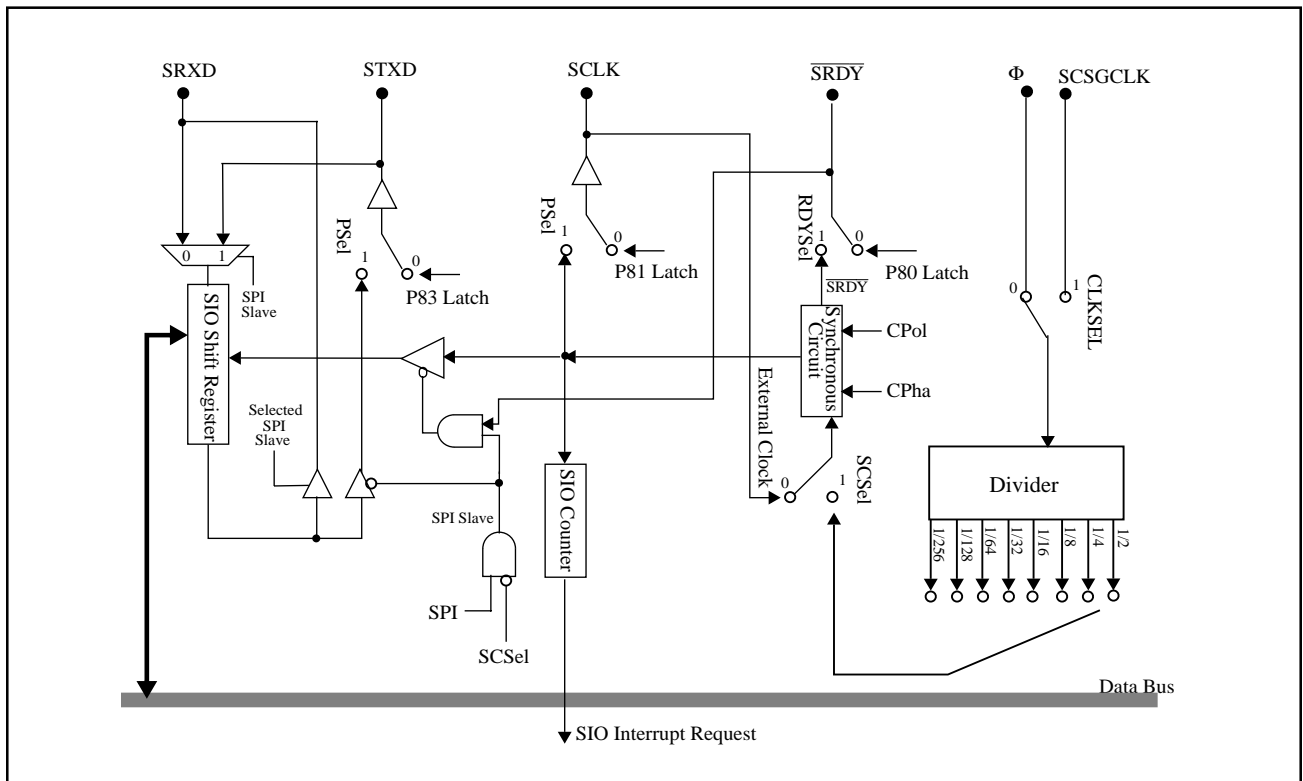 SRXD
STXD
SCLK
SRDY
Φ
SCSGCLK
PSel
1
0
P83 Latch
PSel
1
0
P81 Latch
RDYSel
1
0
P80 Latch
SRDY
0
1
CLKSEL
0 1
SPI
Slave
SIO Shift Register
Synchronous
Circuit
CPol
CPha
External Clock
0
1
SCSel
Selected
SPI
Slave
SPI Slave
SIO Counter
SPI
SCSel
Divider
1/256
1/128
1/64
1/32
1/16
1/8
1/4
1/2
Data Bus
SIO Interrupt Request